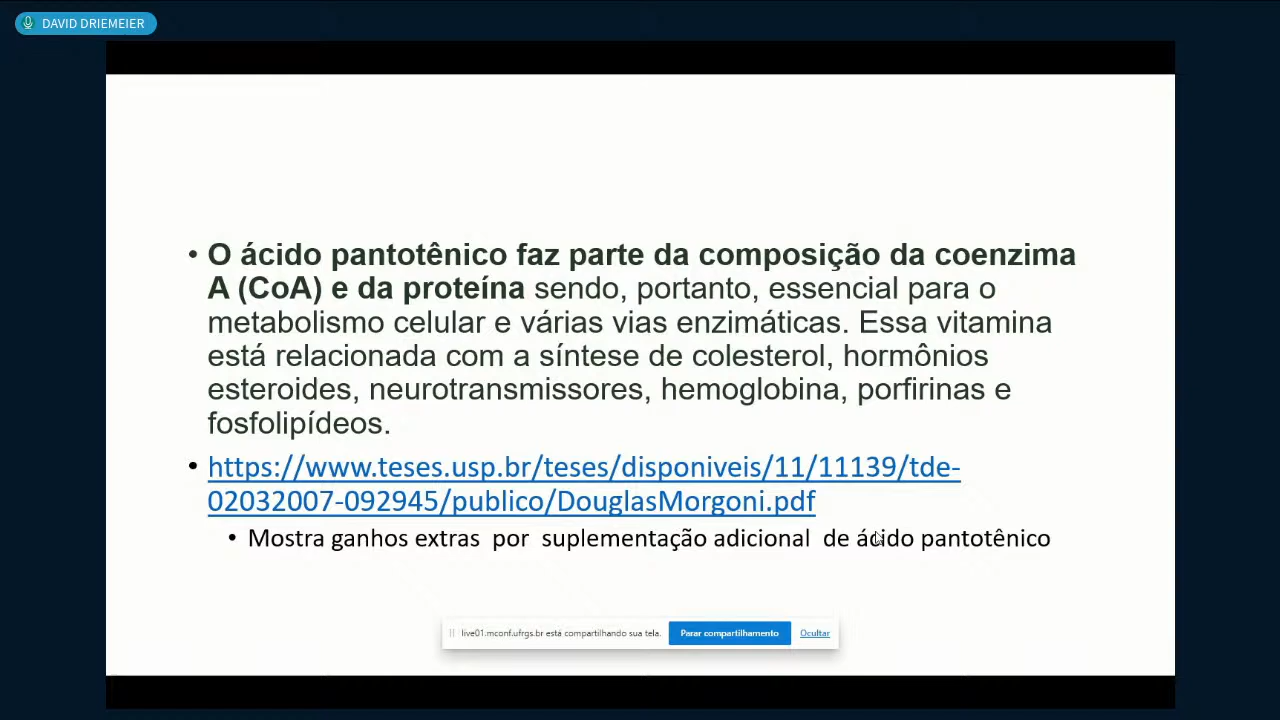 DAVID DRIEMEIER
• O ácido pantotênico faz parte da composição da coenzima
A (CoA) e da proteína sendo, portanto, essencial para o
metabolismo celular e várias vias enzimáticas. Essa vitamina
está relacionada com a síntese de colesterol, hormônios
esteroides, neurotransmissores, hemoglobina, porfirinas e
fosfolipídeos.
• https://www.teses.usp.br/teses/disponiveis/11/11139/tde-
02032007-092945/publico/DouglasMorgoni.pdf
• Mostra ganhos extras por suplementação adicional de ácido pantotênico
live01.mconf.ufrgs.br está compartilhando sua tela. Parar compartilhamento Ocultar